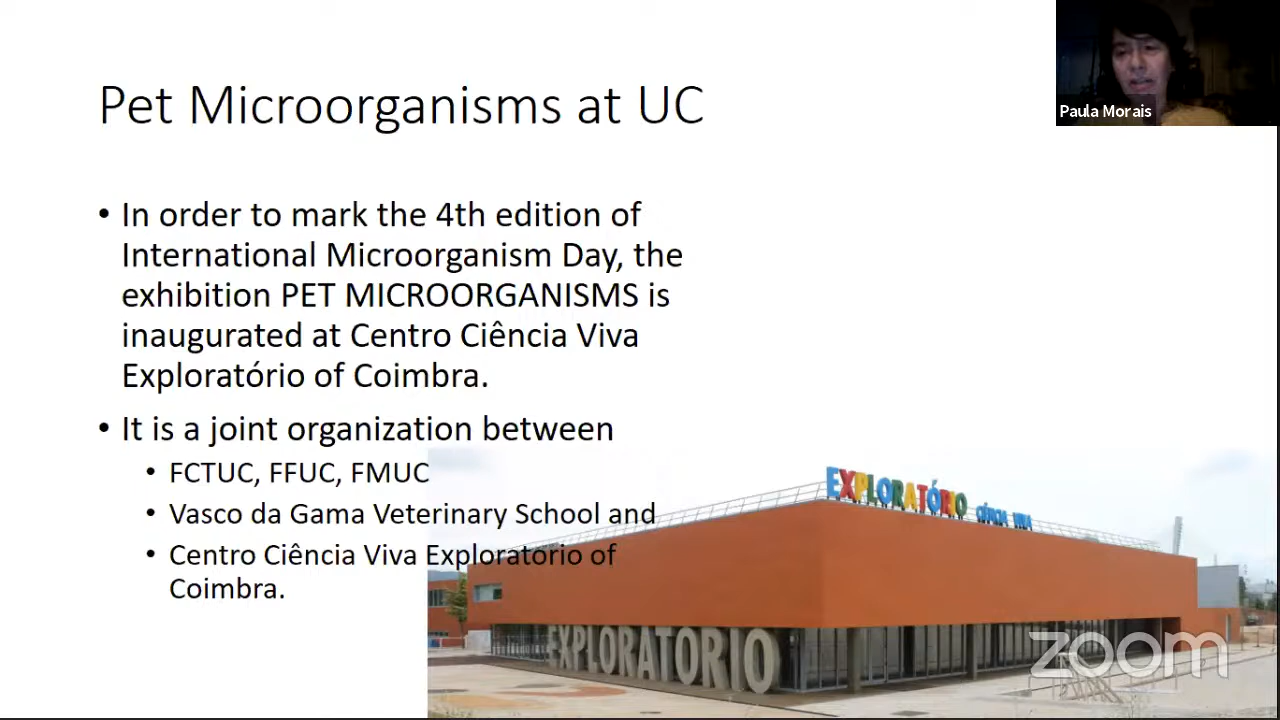 Pet Microorganisms at UC
Paula Morais
• In order to mark the 4th edition of
International Microorganism Day, the
exhibition PET MICROORGANISMS is
inaugurated at Centro Ciência Viva
Exploratório of Coimbra.
• It is a joint organization between
• FCTUC, FFUC, FMUC
• Vasco da Gama Veterinary School and
• Centro Ciência Viva Exploratorio of
Coimbra.
EXPLORATÓRIO CIÊNCIA VIVA
EXPLORATORIO
zoom